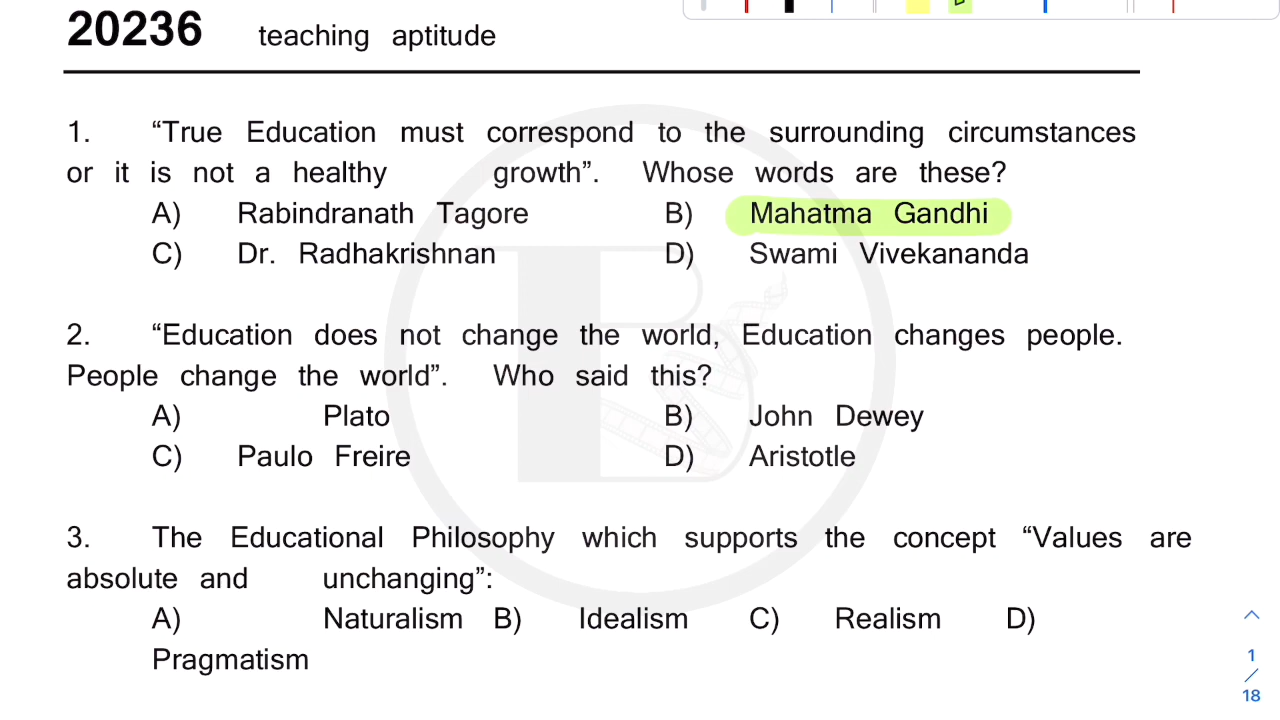 20236 teaching aptitude
1. “True Education must correspond to the surrounding circumstances
or it is not a healthy growth”. Whose words are these?
A) Rabindranath Tagore B) Mahatma Gandhi
C) Dr. Radhakrishnan D) Swami Vivekananda
2. “Education does not change the world, Education changes people.
People change the world”. Who said this?
A) Plato B) John Dewey
C) Paulo Freire D) Aristotle
3. The Educational Philosophy which supports the concept “Values are
absolute and unchanging”:
A) Naturalism B) Idealism C) Realism D)
Pragmatism
1
/
18